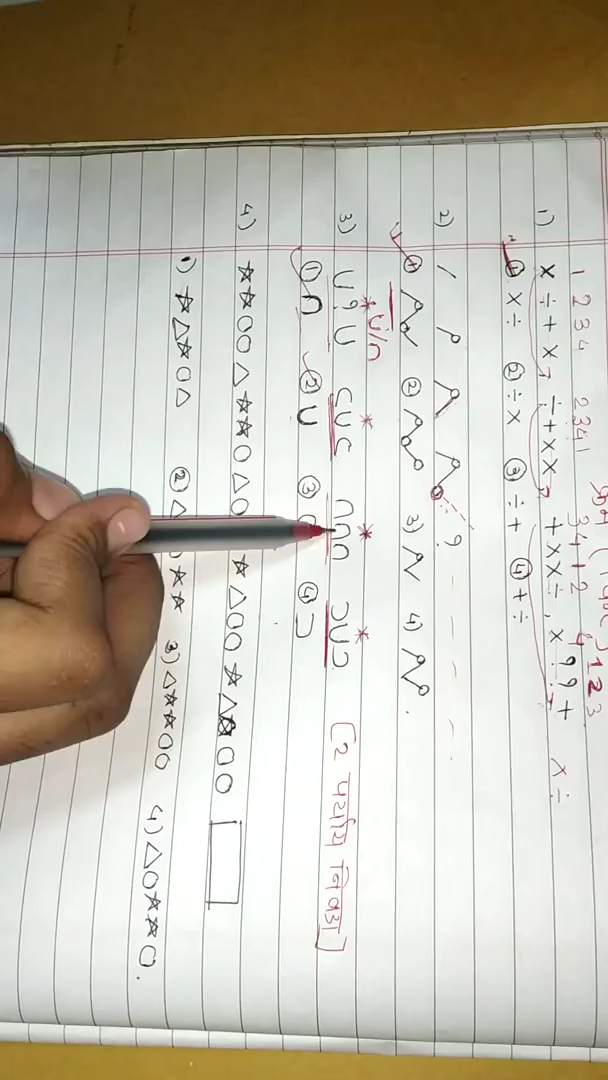 1 2 3 4 2 3 4 1 3 4 1 2 4 1 2 3
1) × ÷ + × , ÷ + × × , + × × ÷ , × ? ? + × ÷
① × ÷ ② ÷ × ③ ÷ + ④ + ÷
2)
① ② 3) 4)
U/∩
3) ∪ ? ∪ ⊂ ∪ ⊂ ∩ ∩ ∩ ⊃ ∪ ⊃ [2 पर्याय निवडा]
① ∩ ② ∪ ③ ④ ⊃
4) ☆☆○○△☆☆○△○ ☆△○○☆△☆○○
1) ☆△☆○△ 2) △ ○☆☆ 3) △☆☆○○ 4) △○☆☆○.